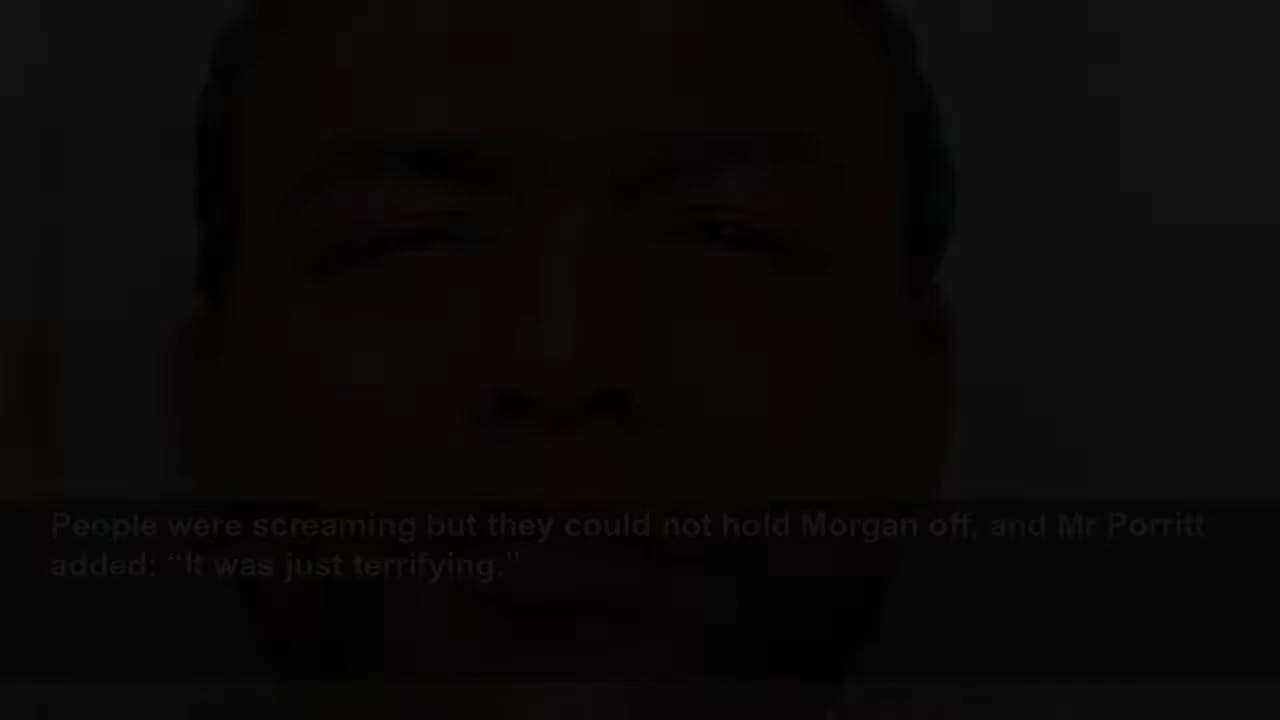 People were screaming but they could not hold Morgan off, and Mr Porritt
added: “It was just terrifying.”